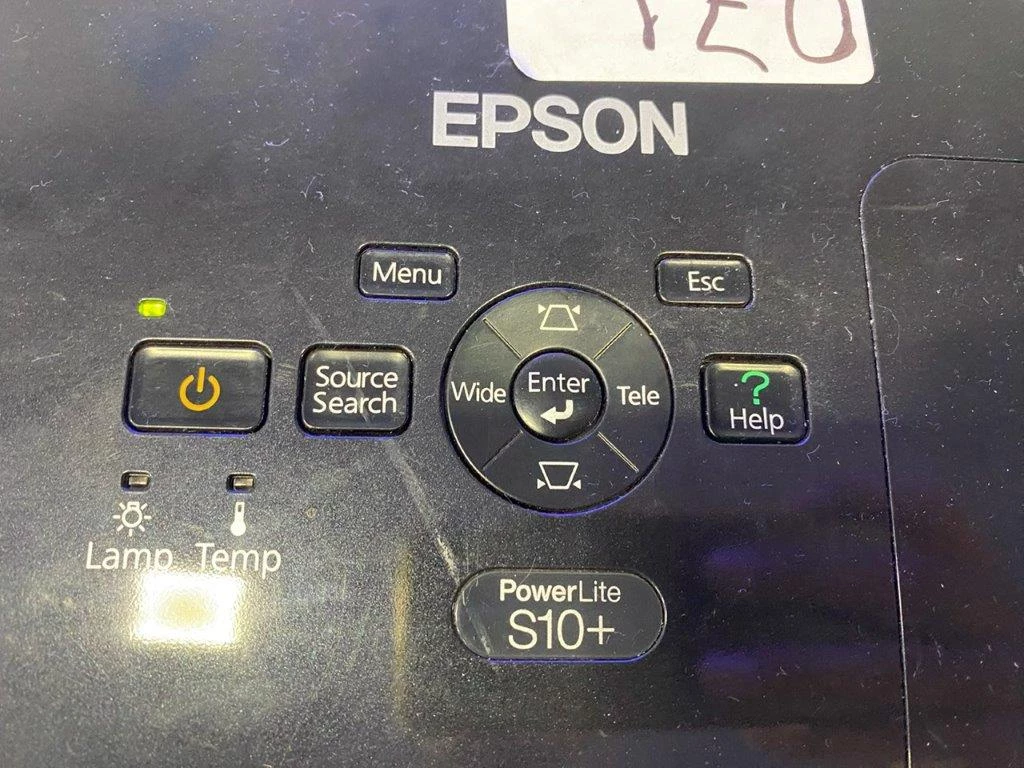 EPSON
Menu
Esc
Source
Search
Wide
Enter
Tele
?
Help
Lamp
Temp
PowerLite
S10+